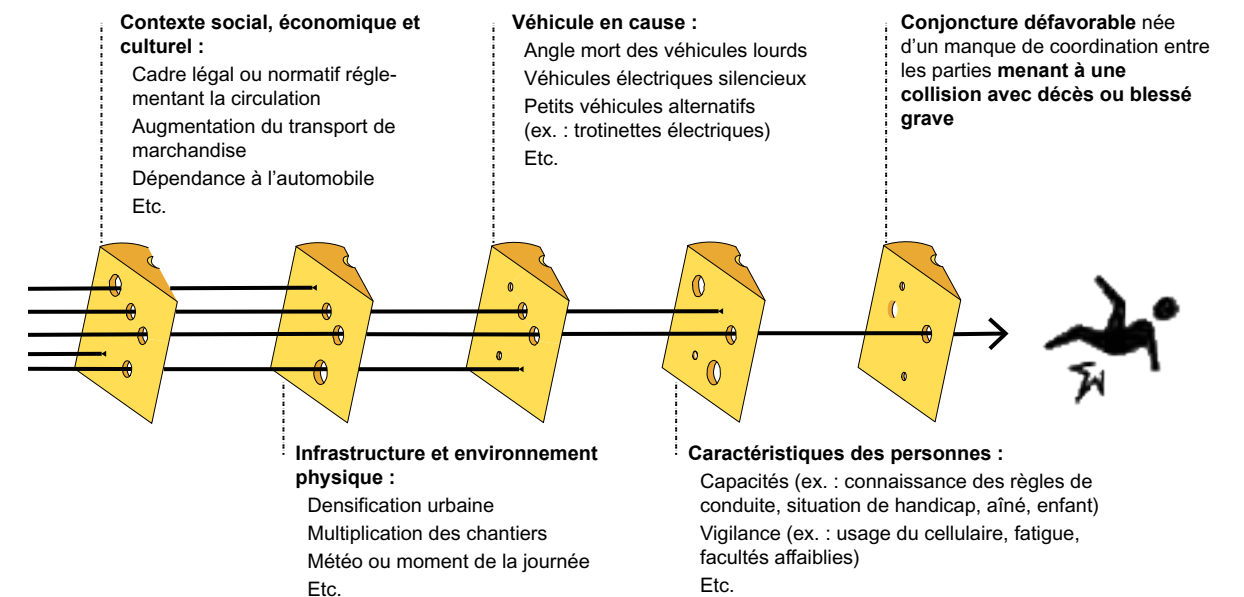 Contexte social, économique et
culturel :
Cadre légal ou normatif régle-
mentant la circulation
Augmentation du transport de
marchandise
Dépendance à l’automobile
Etc.
Véhicule en cause :
Angle mort des véhicules lourds
Véhicules électriques silencieux
Petits véhicules alternatifs
(ex. : trotinettes électriques)
Etc.
Conjoncture défavorable née
d’un manque de coordination entre
les parties menant à une
collision avec décès ou blessé
grave
Infrastructure et environnement
physique :
Densification urbaine
Multiplication des chantiers
Météo ou moment de la journée
Etc.
Caractéristiques des personnes :
Capacités (ex. : connaissance des règles de
conduite, situation de handicap, aîné, enfant)
Vigilance (ex. : usage du cellulaire, fatigue,
facultés affaiblies)
Etc.